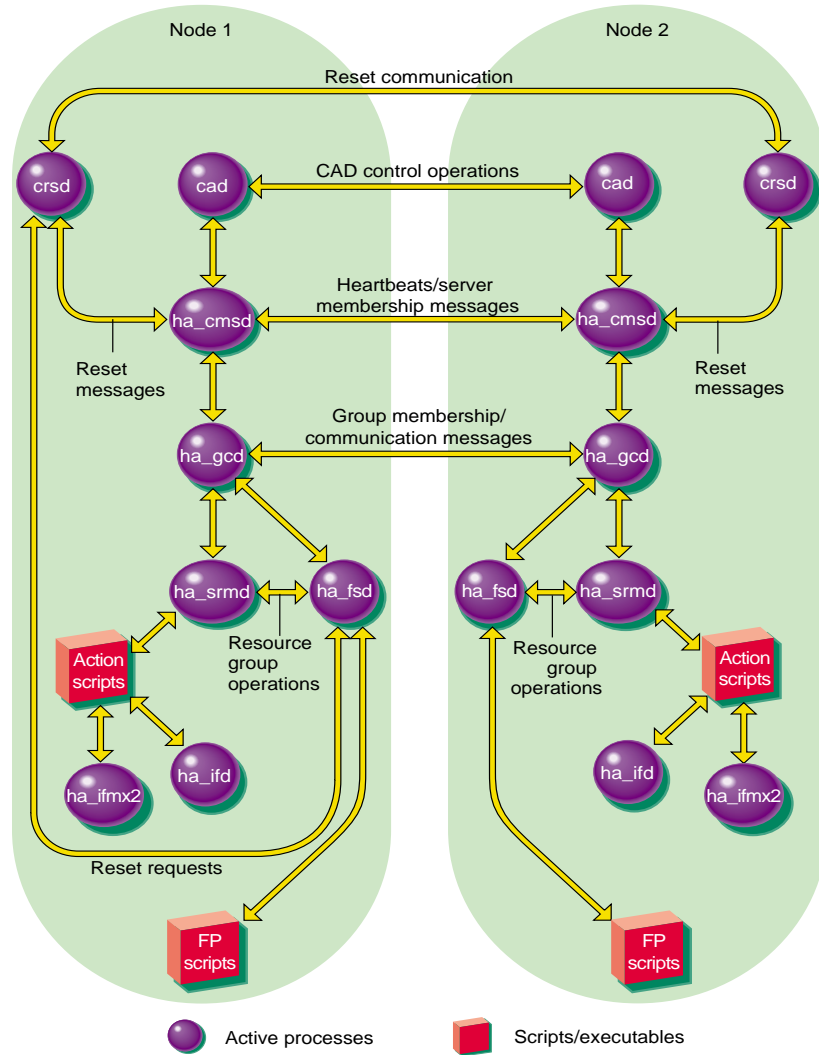 Node 1
Node 2
Reset communication
crsd
cad
CAD control operations
cad
crsd
Heartbeats/server
membership messages
ha_cmsd
ha_cmsd
Reset
messages
Reset
messages
Group membership/
communication messages
ha_gcd
ha_gcd
ha_srmd
ha_fsd
ha_fsd
ha_srmd
Resource
group
operations
Resource
group
operations
Action
scripts
Action
scripts
ha_ifmx2
ha_ifd
ha_ifd
ha_ifmx2
Reset requests
FP
scripts
FP
scripts
Active processes
Scripts/executables